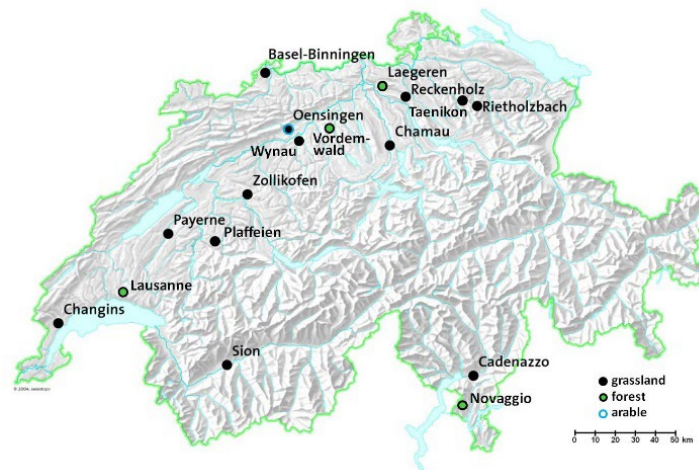 Basel-Binningen
Laegeren
Reckenholz
Taenikon
Rietholzbach
Oensingen
Vordem-
wald
Chamau
Wynau
Zollikofen
Payerne
Plaffeien
Lausanne
Changins
Sion
Cadenazzo
Novaggio
grassland
forest
arable
0 10 20 30 40 50 km